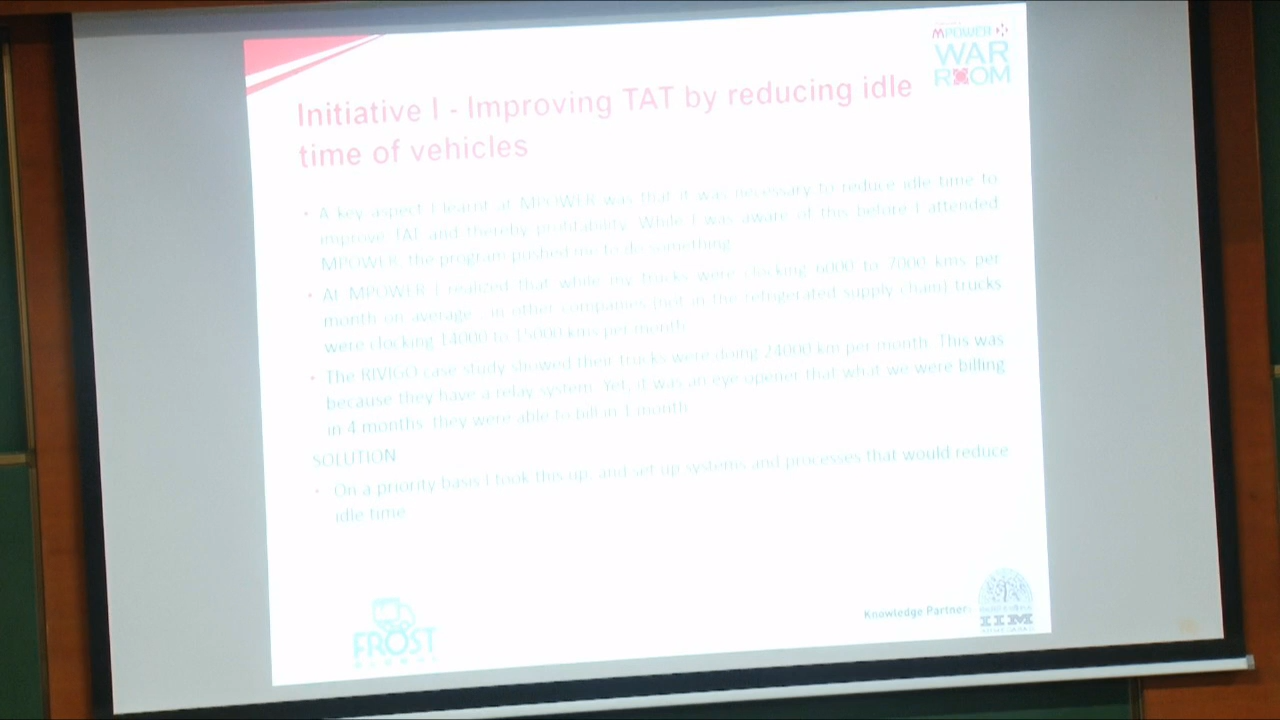 MPOWER
WAR
ROOM
Initiative I - Improving TAT by reducing idle
time of vehicles
• A key aspect I learnt at MPOWER was that it was necessary to reduce idle time to
improve TAT and thereby profitability. While I was aware of this before I attended
MPOWER, the program pushed me to do something.
• At MPOWER I realized that while my trucks were clocking 6000 to 7000 kms per
month on average, in other companies (not in the refrigerated supply chain) trucks
were clocking 14000 to 15000 kms per month.
• The RIVIGO case study showed their trucks were doing 24000 km per month. This was
because they have a relay system. Yet, it was an eye opener that what we were billing
in 4 months, they were able to bill in 1 month.
SOLUTION
• On a priority basis I took this up, and set up systems and processes that would reduce
idle time
FROST
Knowledge Partner
IIM